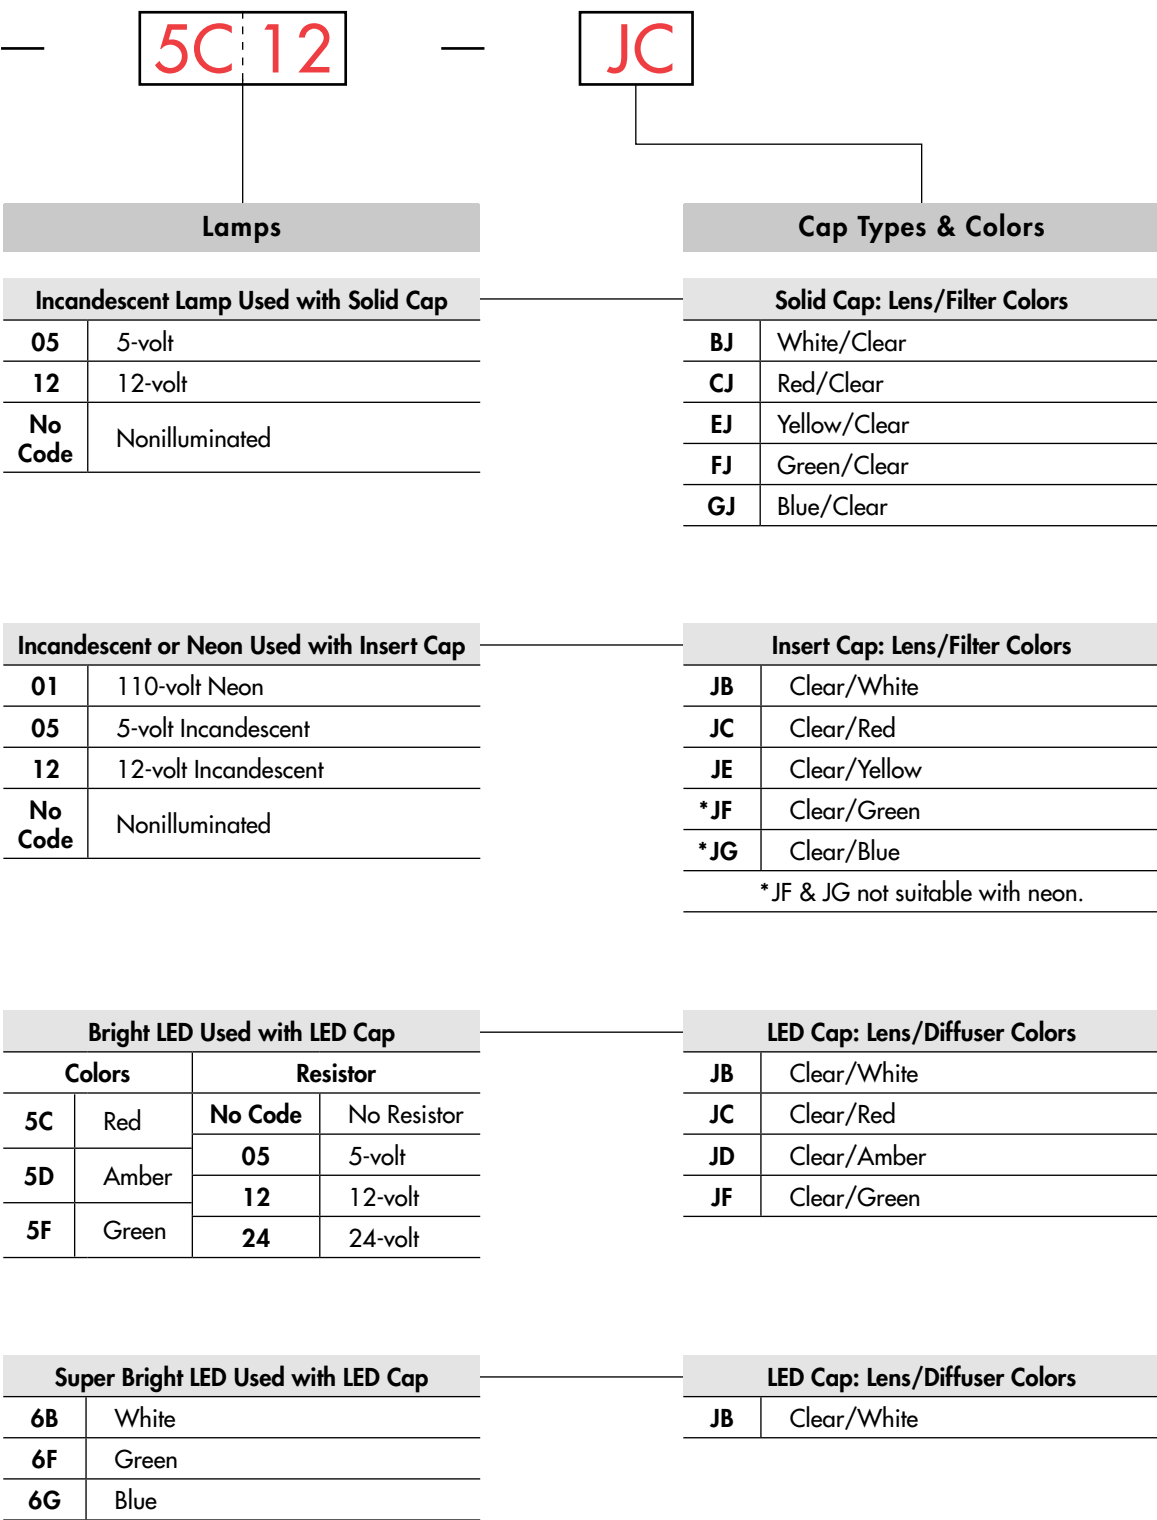 — 5C 12 — JC
Lamps
Cap Types & Colors
Incandescent Lamp Used with Solid Cap
05 5-volt
12 12-volt
No Code Nonilluminated
Solid Cap: Lens/Filter Colors
BJ White/Clear
CJ Red/Clear
EJ Yellow/Clear
FJ Green/Clear
GJ Blue/Clear
Incandescent or Neon Used with Insert Cap
01 110-volt Neon
05 5-volt Incandescent
12 12-volt Incandescent
No Code Nonilluminated
Insert Cap: Lens/Filter Colors
JB Clear/White
JC Clear/Red
JE Clear/Yellow
*JF Clear/Green
*JG Clear/Blue
*JF & JG not suitable with neon.
Bright LED Used with LED Cap
Colors Resistor
5C Red
5D Amber
5F Green
No Code No Resistor
05 5-volt
12 12-volt
24 24-volt
LED Cap: Lens/Diffuser Colors
JB Clear/White
JC Clear/Red
JD Clear/Amber
JF Clear/Green
Super Bright LED Used with LED Cap
6B White
6F Green
6G Blue
LED Cap: Lens/Diffuser Colors
JB Clear/White